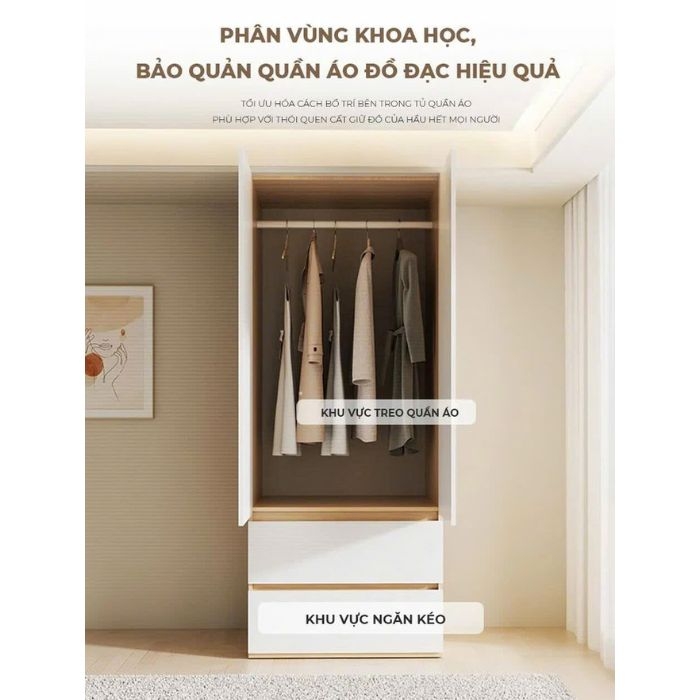 PHÂN VÙNG KHOA HỌC,
BẢO QUẢN QUẦN ÁO ĐỒ ĐẠC HIỆU QUẢ
TỐI ƯU HÓA CÁCH BỐ TRÍ BÊN TRONG TỦ QUẦN ÁO
PHÙ HỢP VỚI THÓI QUEN CẤT GIỮ ĐỒ CỦA HẦU HẾT MỌI NGƯỜI
KHU VỰC TREO QUẦN ÁO
KHU VỰC NGĂN KÉO